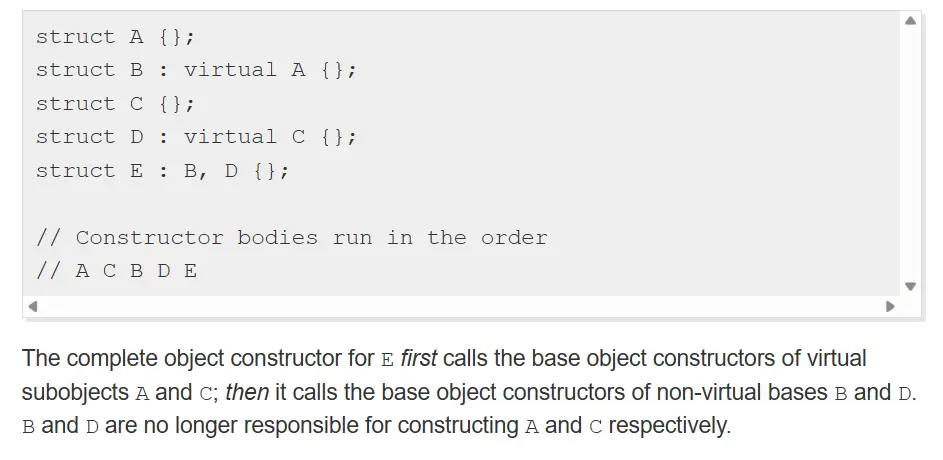 struct A {};
struct B : virtual A {};
struct C {};
struct D : virtual C {};
struct E : B, D {};
// Constructor bodies run in the order
// A C B D E
The complete object constructor for E first calls the base object constructors of virtual
subobjects A and C; then it calls the base object constructors of non-virtual bases B and D.
B and D are no longer responsible for constructing A and C respectively.